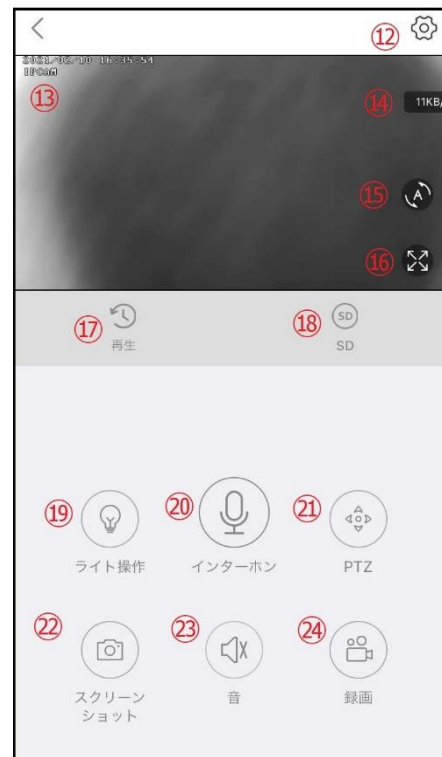 ⑫
2021/02/10 16:35:54
IPCAM
⑬
⑭ 11KB/
⑮ A
⑯
⑰
再生
⑱ SD
SD
⑲
ライト操作
⑳
インターホン
㉑
PTZ
㉒
スクリーン
ショット
㉓
音
㉔
録画